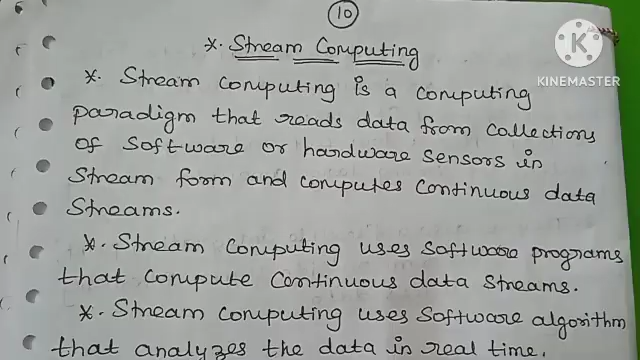 10
*. Stream Computing
KINEMASTER
*. Stream computing is a computing
paradigm that reads data from collections
of software or hardware sensors in
stream form and computes continuous data
streams.
*. Stream computing uses software programs
that compute continuous data streams.
*. Stream computing uses software algorithm
that analyzes the data in real time.